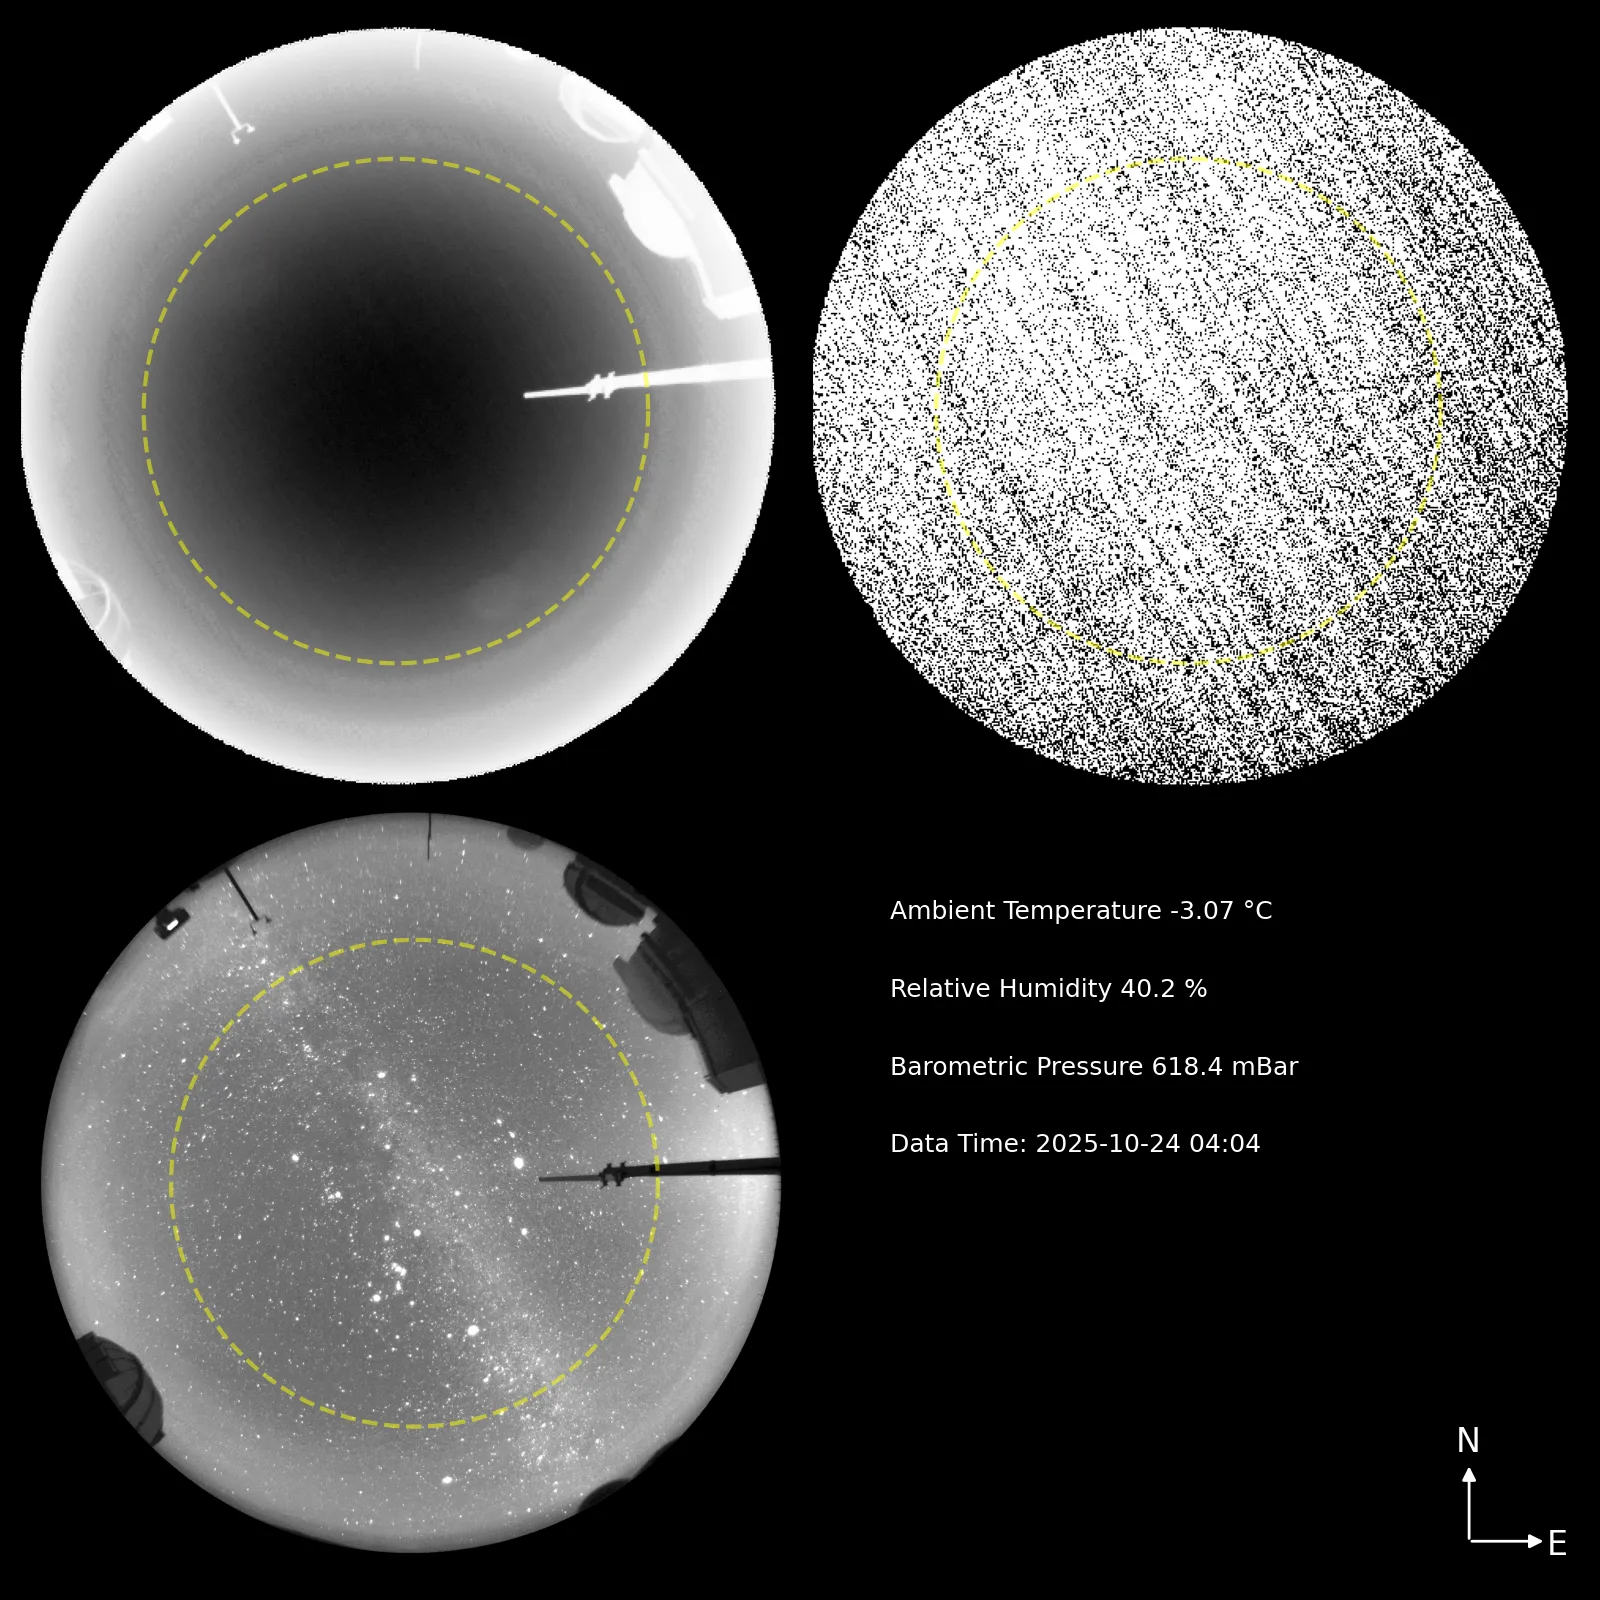 Ambient Temperature -3.07 °C
Relative Humidity 40.2 %
Barometric Pressure 618.4 mBar
Data Time: 2025-10-24 04:04
N
E